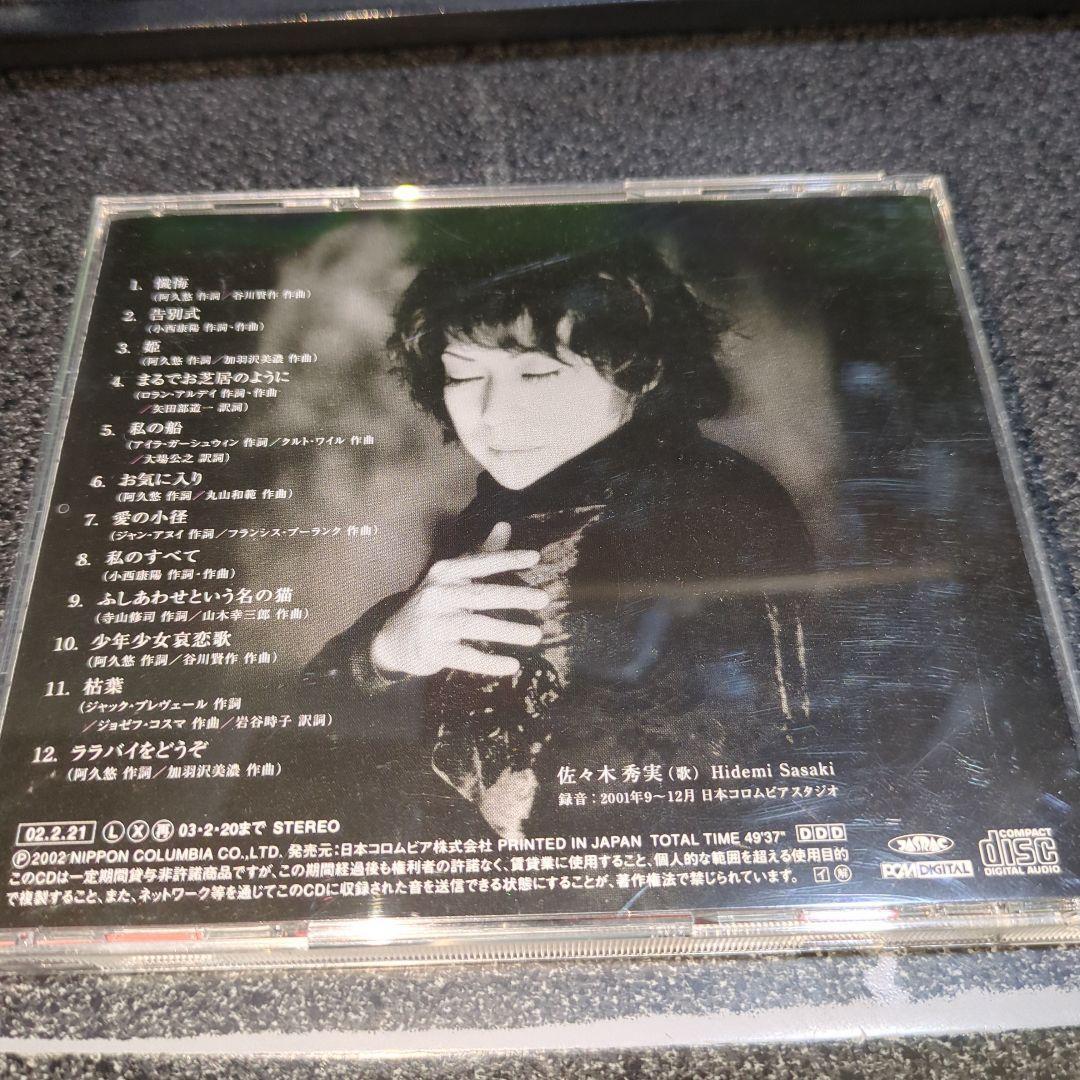 1. 懺悔
(阿久悠 作詞／谷川賢作 作曲)
2. 告別式
(小西康陽 作詞・作曲)
3. 姫
(阿久悠 作詞／加羽沢美濃 作曲)
4. まるでお芝居のように
(ロラン・アルデイ 作詞・作曲
／矢田部道一 訳詞)
5. 私の船
(アイラ・ガーシュウィン 作詞／クルト・ワイル 作曲
／大場公之 訳詞)
6. お気に入り
(阿久悠 作詞／丸山和範 作曲)
7. 愛の小径
(ジャン・アヌイ 作詞／フランシス・プーランク 作曲)
8. 私のすべて
(小西康陽 作詞・作曲)
9. ふしあわせという名の猫
(寺山修司 作詞／山木幸三郎 作曲)
10. 少年少女哀恋歌
(阿久悠 作詞／谷川賢作 作曲)
11. 枯葉
(ジャック・プレヴェール 作詞
／ジョゼフ・コスマ 作曲／岩谷時子 訳詞)
12. ララバイをどうぞ
(阿久悠 作詞／加羽沢美濃 作曲)
佐々木 秀実(歌) Hidemi Sasaki
録音：2001年9〜12月 日本コロムビアスタジオ
02.2.21 Ⓛ Ⓧ 再 03・2・20まで STEREO
Ⓟ2002 NIPPON COLUMBIA CO.,LTD. 発売元：日本コロムビア株式会社 PRINTED IN JAPAN TOTAL TIME 49'37" DDD
このCDは一定期間貸与非許諾商品ですが、この期間経過後も権利者の許諾なく、賃貸業に使用すること、個人的な範囲を超える使用目的
で複製すること、また、ネットワーク等を通じてこのCDに収録された音を送信できる状態にすることが、著作権法で禁じられています。 イ 解
JASRAC
PCM DIGITAL
COMPACT
disc
DIGITAL AUDIO